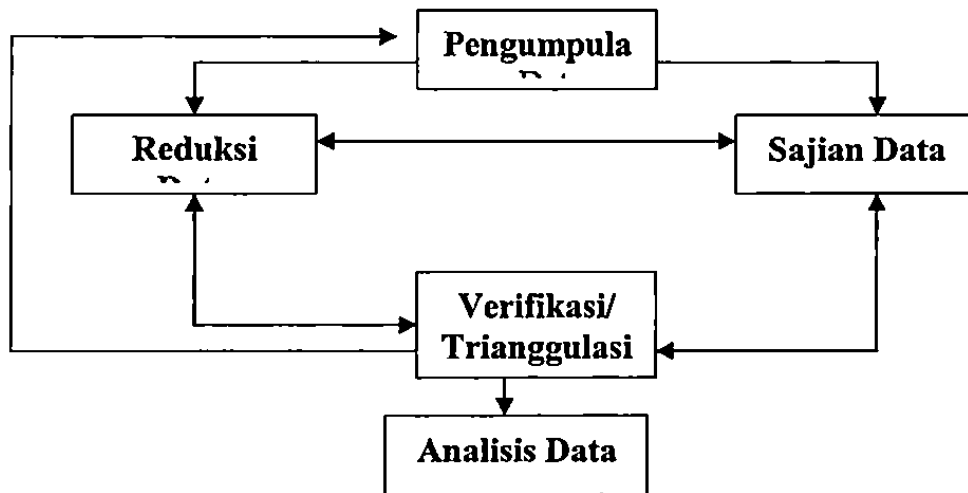 Pengumpula
Reduksi
Sajian Data
Verifikasi/
Trianggulasi
Analisis Data